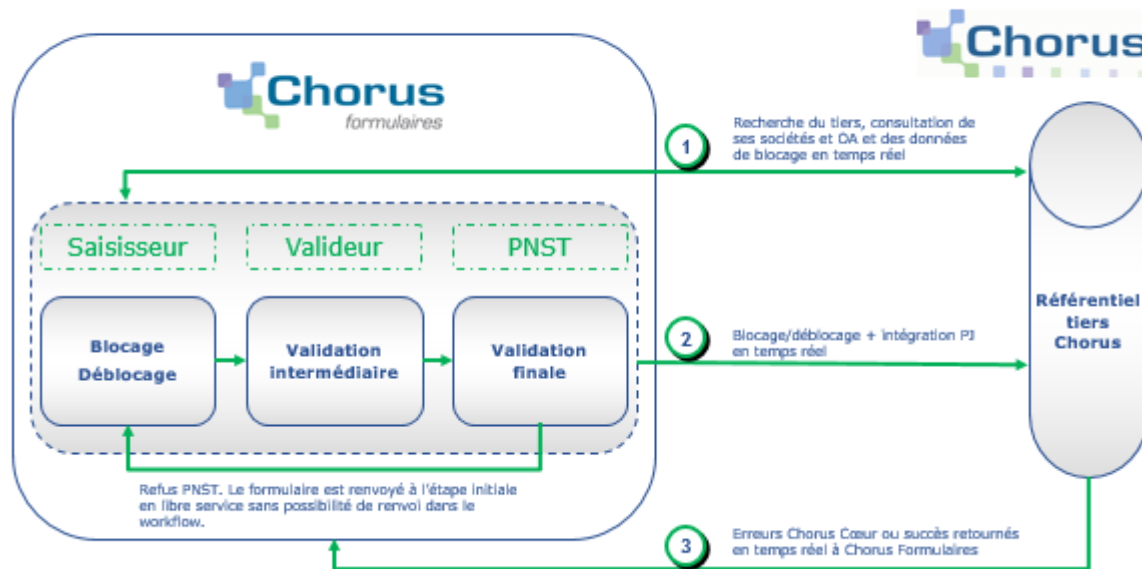 Chorus
formulaires
Chorus
Recherche du tiers, consultation de
ses sociétés et OA et des données
de blocage en temps réel
1
Saisisseur
Valideur
PNST
Blocage
Déblocage
Validation
intermédiaire
Validation
finale
2
Blocage/déblocage + intégration PJ
en temps réel
Référentiel
tiers
Chorus
Refus PNST. Le formulaire est renvoyé à l'étape initiale
en libre service sans possibilité de renvoi dans le
workflow.
3
Erreurs Chorus Cœur ou succès retournés
en temps réel à Chorus Formulaires